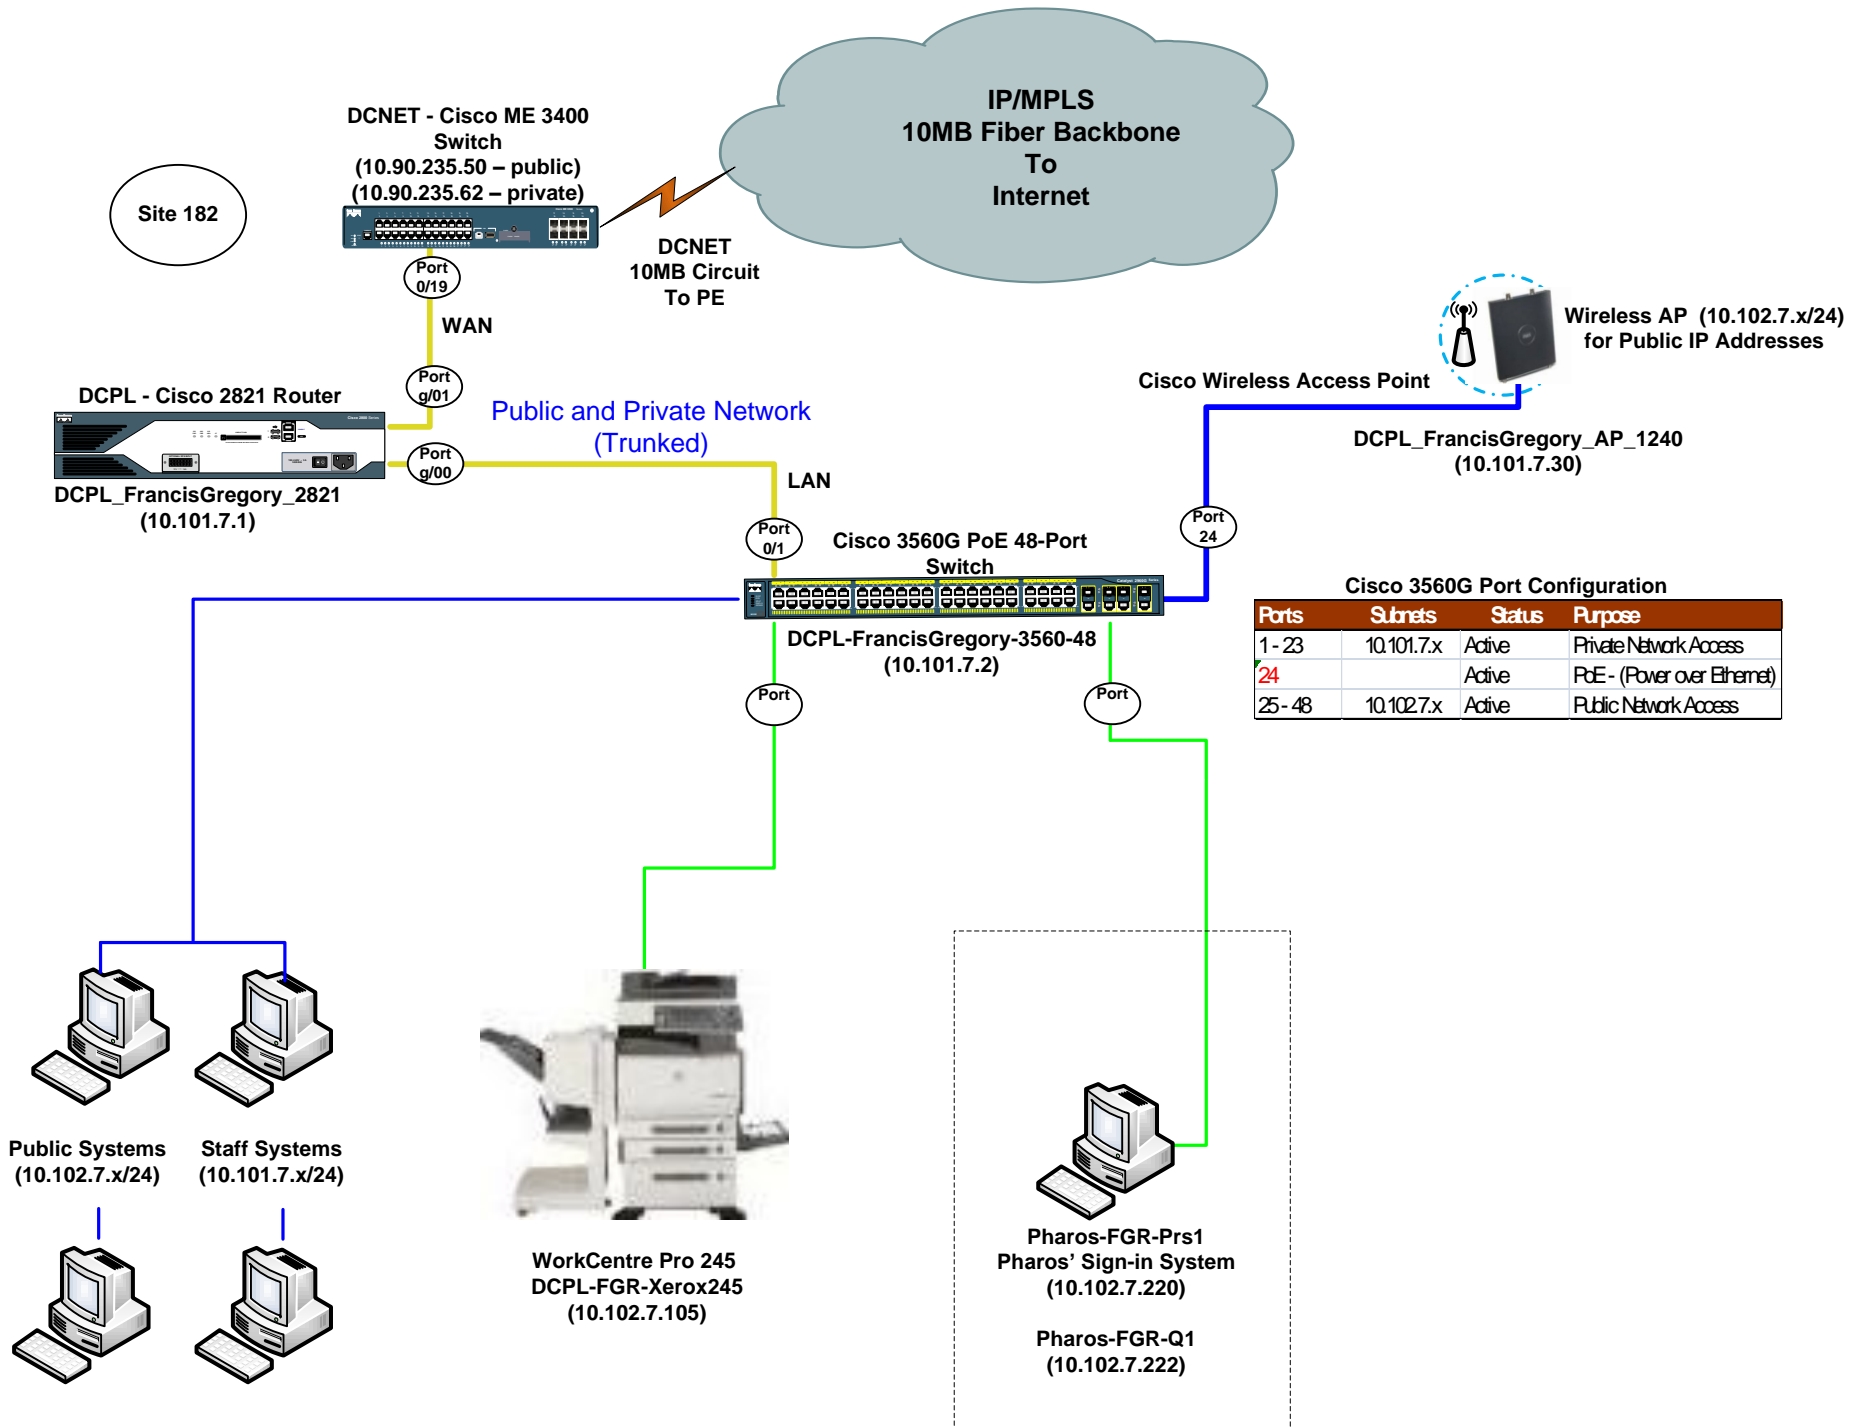 IP/MPLS
10MB Fiber Backbone
To
Internet
DCNET - Cisco ME 3400
Switch
(10.90.235.50 – public)
(10.90.235.62 – private)
Site 182
DCNET
10MB Circuit
To PE
Port
0/19
WAN
Port
g/01
DCPL - Cisco 2821 Router
Cisco 2800 Series
DCPL_FrancisGregory_2821
(10.101.7.1)
Port
g/00
Public and Private Network
(Trunked)
LAN
Port
0/1
Wireless AP (10.102.7.x/24)
for Public IP Addresses
Cisco Wireless Access Point
DCPL_FrancisGregory_AP_1240
(10.101.7.30)
Port
24
Cisco 3560G PoE 48-Port
Switch
DCPL-FrancisGregory-3560-48
(10.101.7.2)
Port
Port
Cisco 3560G Port Configuration
Ports Subnets Status Purpose
1 - 23 10.101.7.x Active Private Network Access
24 Active PoE - (Power over Ethernet)
25 - 48 10.102.7.x Active Public Network Access
Public Systems
(10.102.7.x/24)
Staff Systems
(10.101.7.x/24)
WorkCentre Pro 245
DCPL-FGR-Xerox245
(10.102.7.105)
Pharos-FGR-Prs1
Pharos’ Sign-in System
(10.102.7.220)
Pharos-FGR-Q1
(10.102.7.222)